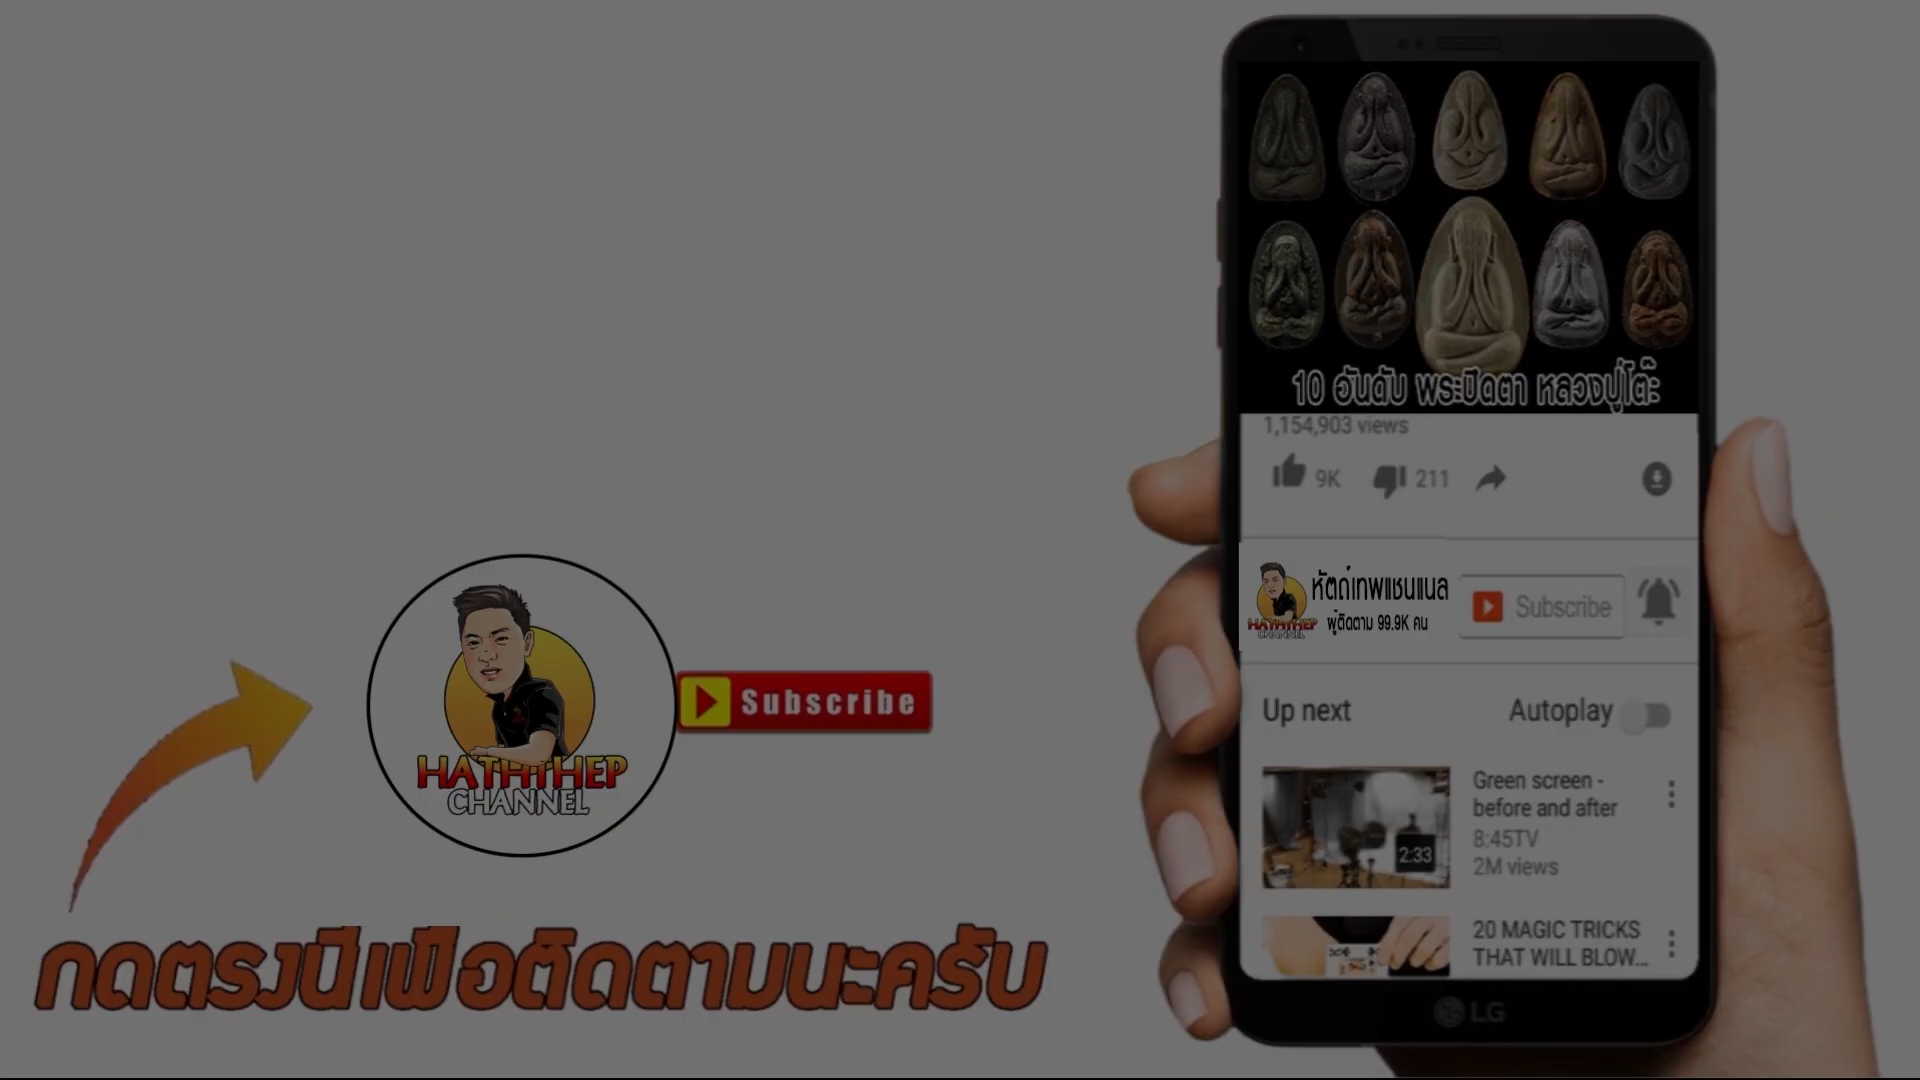 HATHTHEP
CHANNEL
Subscribe
กดตรงนี้เพื่อติดตามนะครับ
10 อันดับ พระปิดตา หลวงปู่โต๊ะ
1,154,903 views
9K 211
หัตถ์เทพแชนแนล
ผู้ติดตาม 99.9K คน
HATHTHEP
CHANNEL
Subscribe
Up next Autoplay
Green screen -
before and after
8:45TV
2M views
2:33
20 MAGIC TRICKS
THAT WILL BLOW...
LG